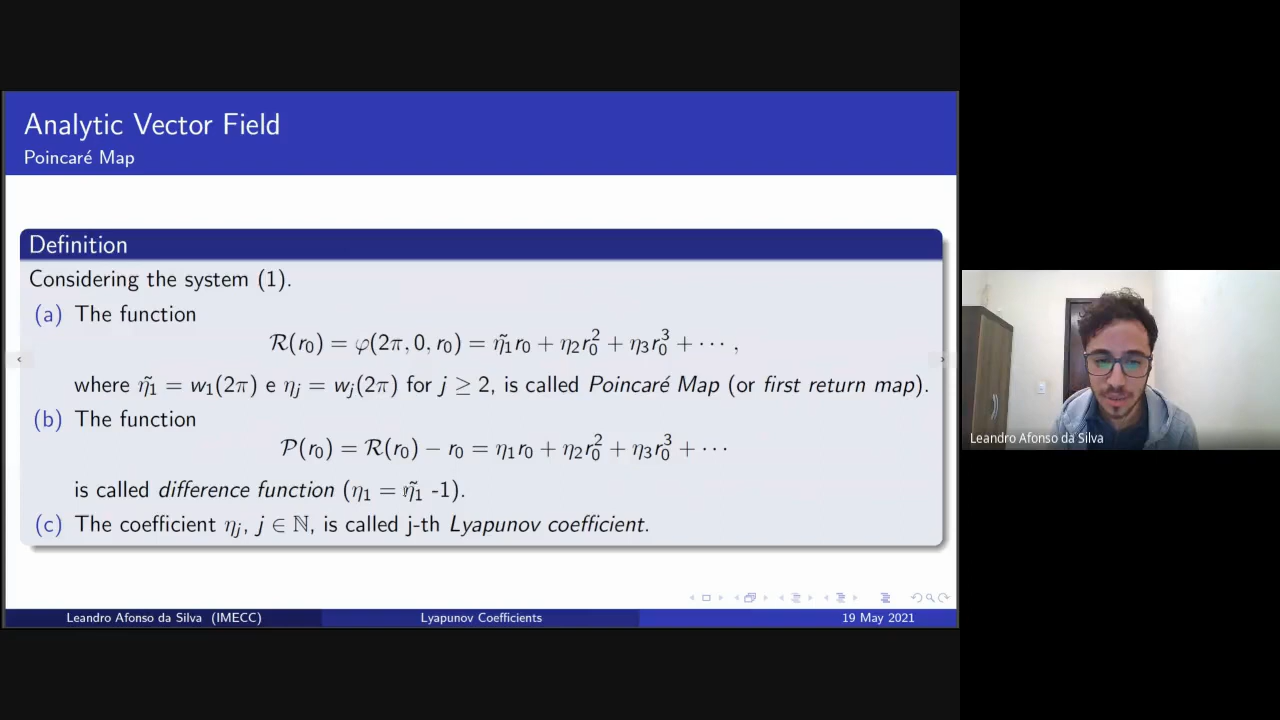 Analytic Vector Field
Poincaré Map
Definition
Considering the system (1).
(a) The function
ℛ(r₀) = φ(2π, 0, r₀) = η̃₁r₀ + η₂r₀² + η₃r₀³ + ⋯ ,
where η̃₁ = w₁(2π) e ηⱼ = wⱼ(2π) for j ≥ 2, is called Poincaré Map (or first return map).
(b) The function
𝒫(r₀) = ℛ(r₀) − r₀ = η₁r₀ + η₂r₀² + η₃r₀³ + ⋯
is called difference function (η₁ = η̃₁ -1).
(c) The coefficient ηⱼ, j ∈ ℕ, is called j-th Lyapunov coefficient.
Leandro Afonso da Silva (IMECC)
Lyapunov Coefficients
19 May 2021
Leandro Afonso da Silva